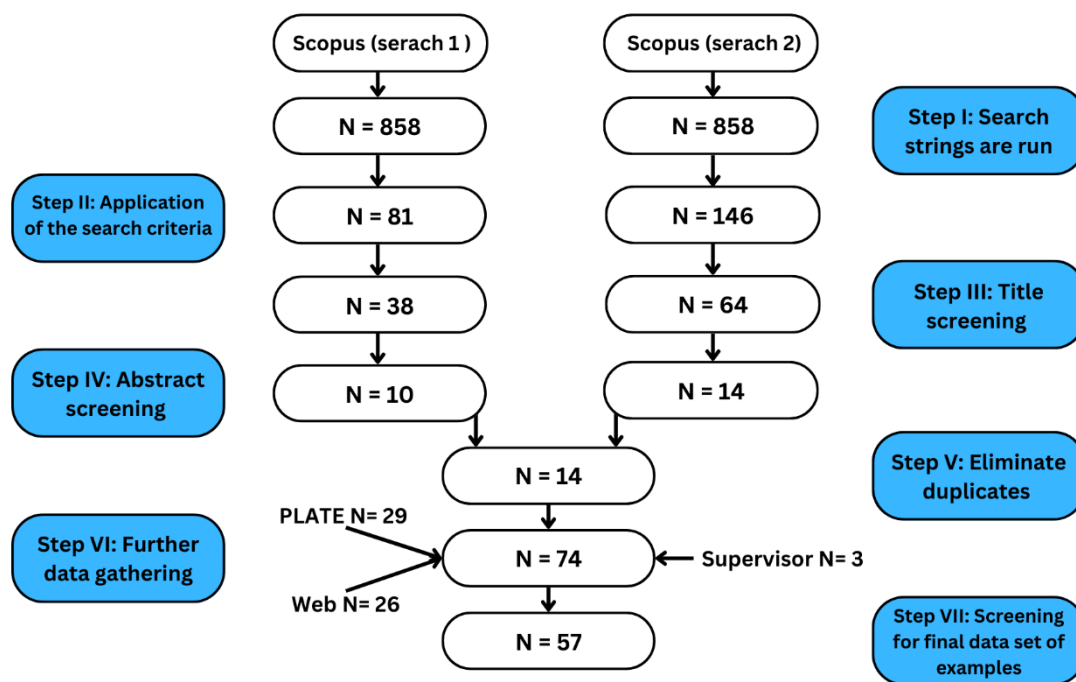 Scopus (serach 1 )
Scopus (serach 2)
N = 858
N = 858
Step I: Search
strings are run
Step II: Application
of the search criteria
N = 81
N = 146
N = 38
N = 64
Step III: Title
screening
Step IV: Abstract
screening
N = 10
N = 14
N = 14
Step V: Eliminate
duplicates
PLATE N= 29
Step VI: Further
data gathering
N = 74
Supervisor N= 3
Web N= 26
N = 57
Step VII: Screening
for final data set of
examples